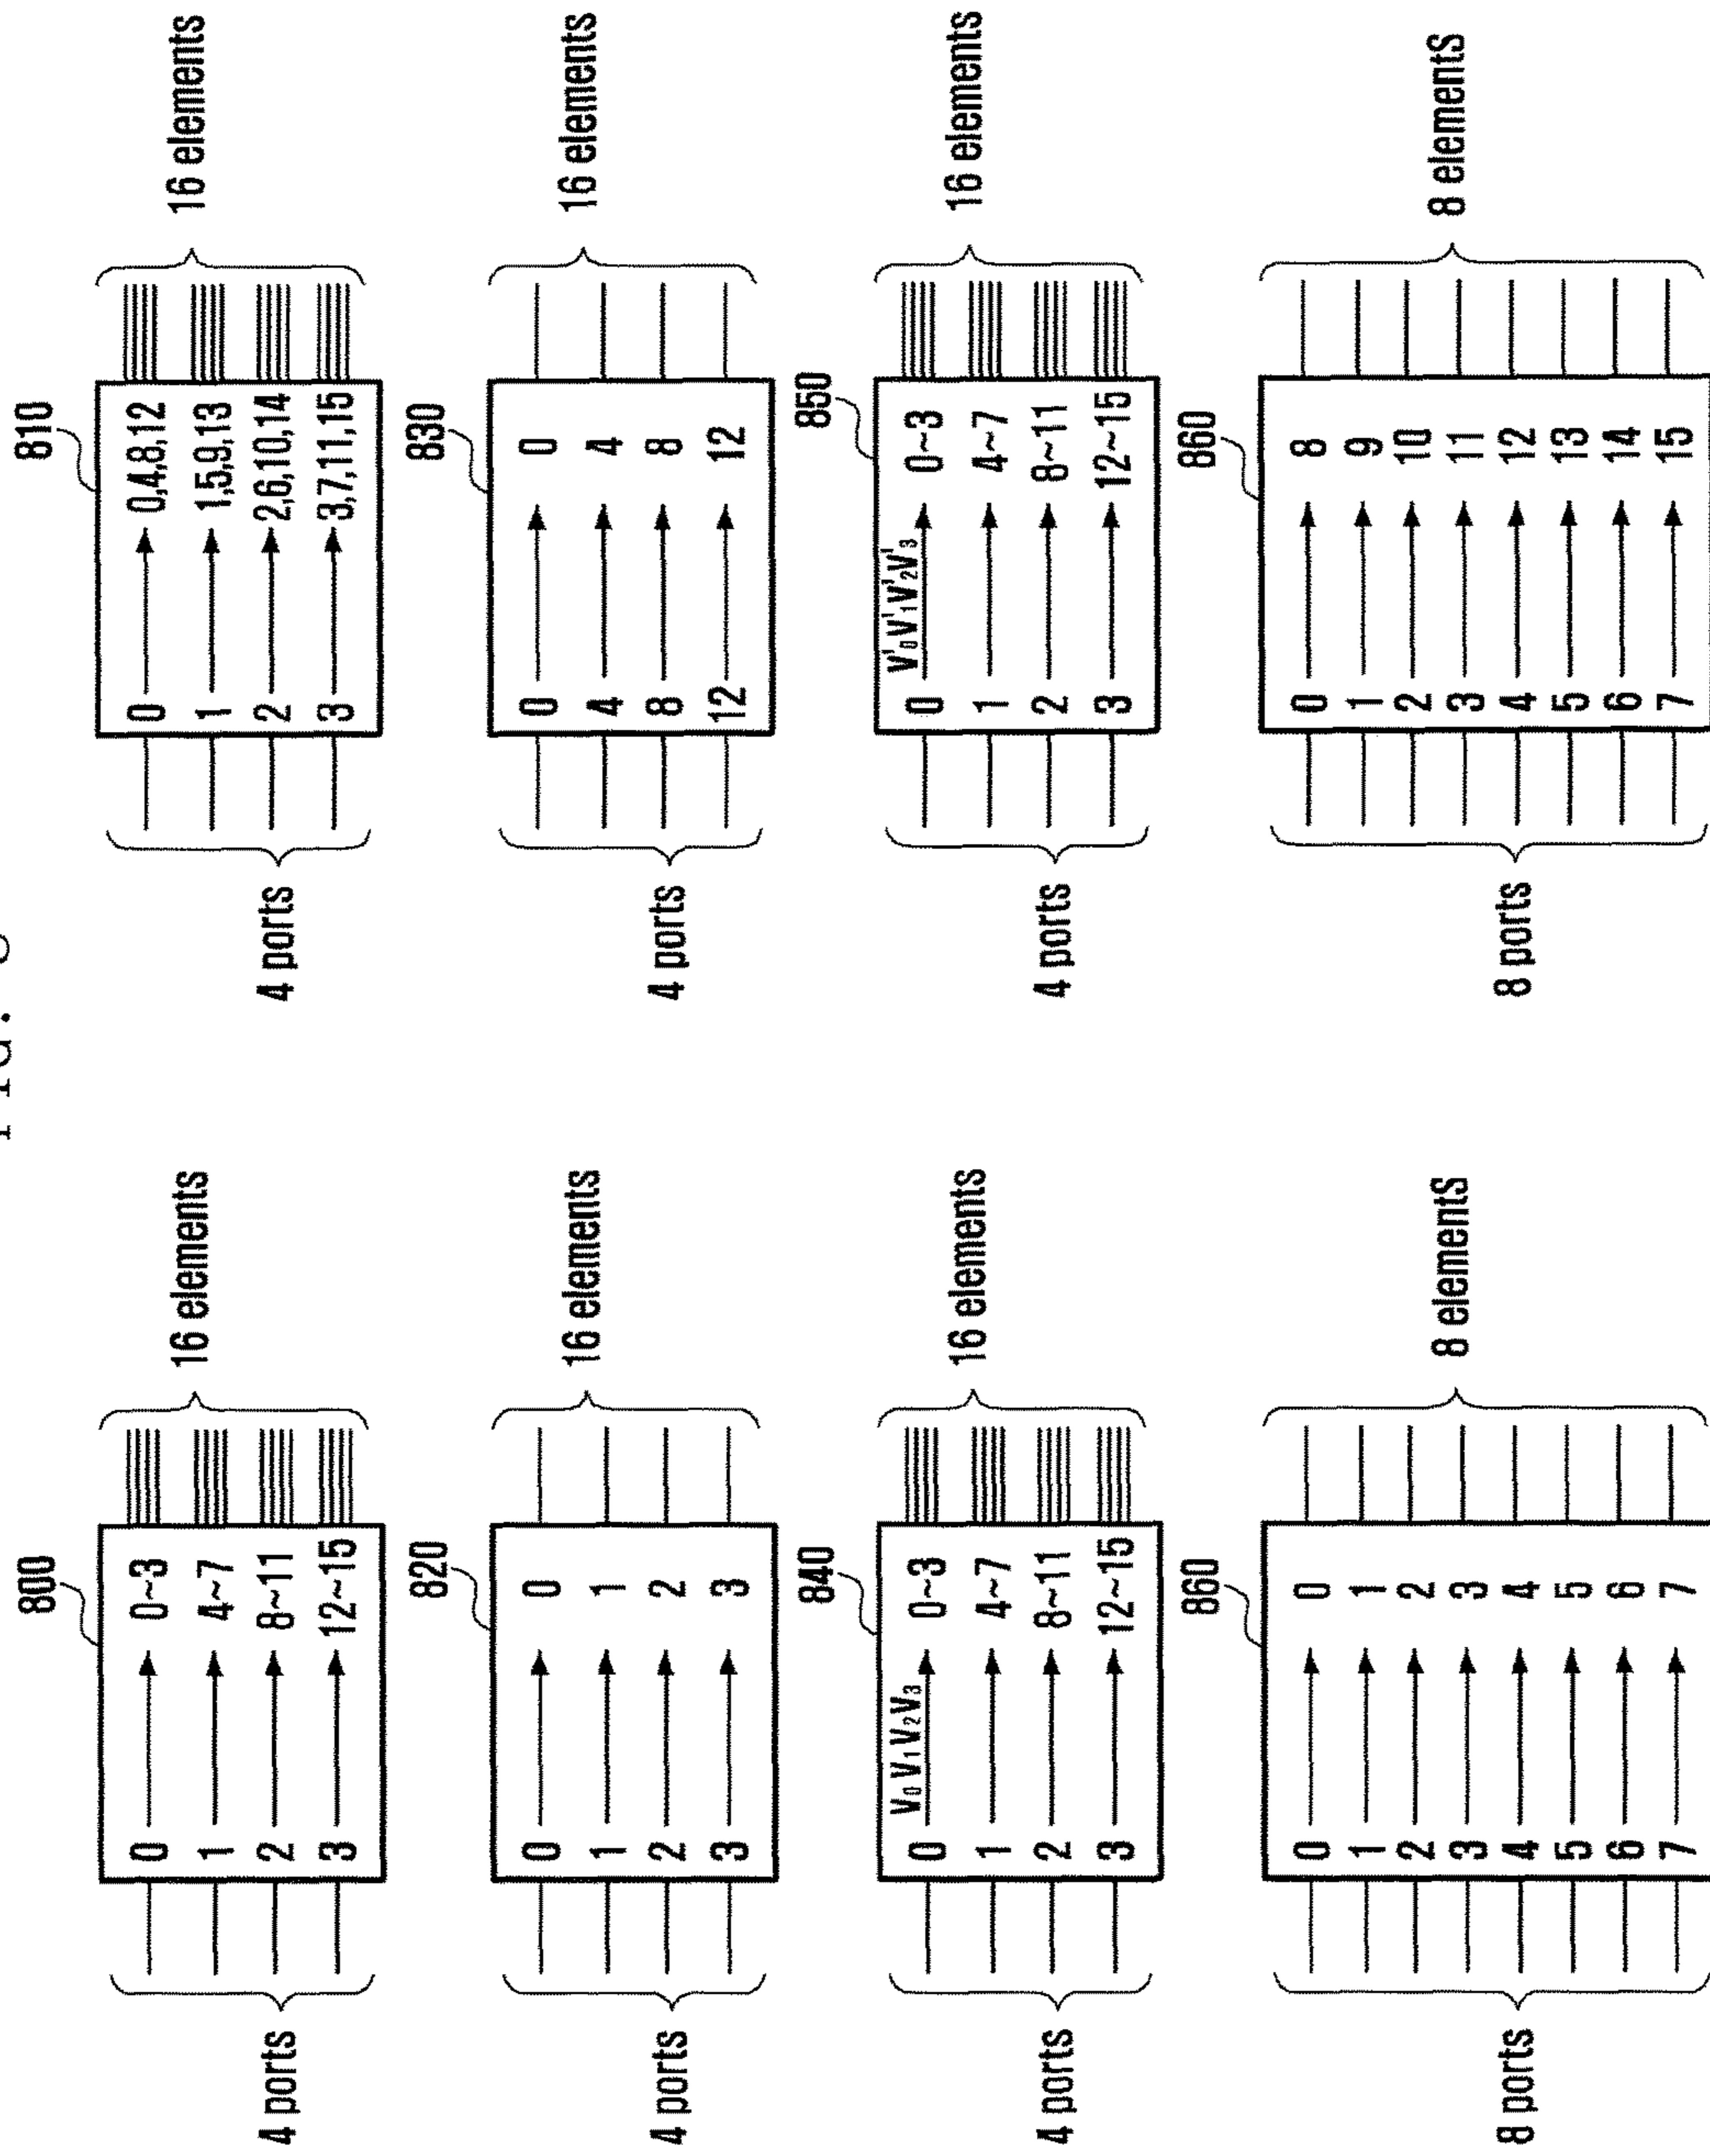 800
4 ports
0 0~3
1 4~7
2 8~11
3 12~15
16 elements
810
4 ports
0 0,4,8,12
1 1,5,9,13
2 2,6,10,14
3 3,7,11,15
16 elements
820
4 ports
0 0
1 1
2 2
3 3
16 elements
830
4 ports
0 0
4 4
8 8
12 12
16 elements
840
4 ports
V₀ V₁ V₂ V₃
0 0~3
1 4~7
2 8~11
3 12~15
16 elements
850
4 ports
V'₀ V'₁ V'₂ V'₃
0 0~3
1 4~7
2 8~11
3 12~15
16 elements
860
8 ports
0 0
1 1
2 2
3 3
4 4
5 5
6 6
7 7
8 elementS
860
8 ports
0 8
1 9
2 10
3 11
4 12
5 13
6 14
7 15
8 elementS